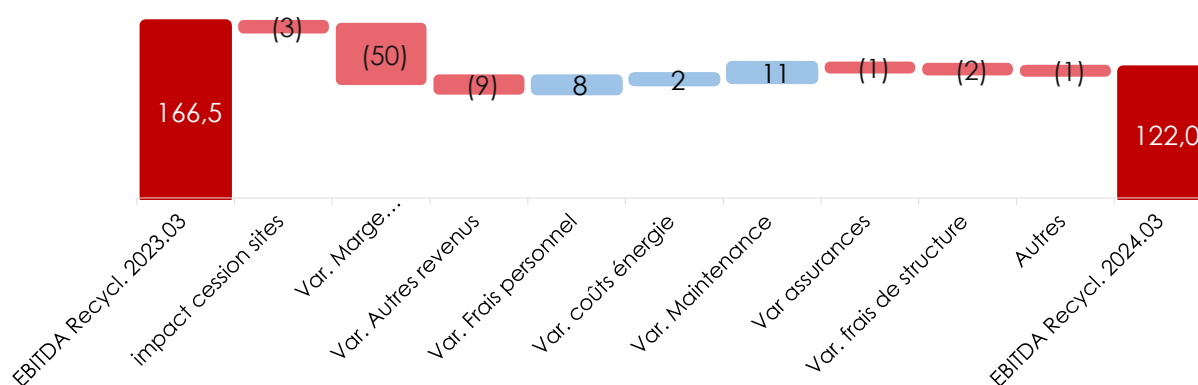 166,5
(3)
(50)
(9)
8
2
11
(1)
(2)
(1)
122,0
EBITDA Recycl. 2023.03
impact cession sites
Var. Marge...
Var. Autres revenus
Var. Frais personnel
Var. coûts énergie
Var. Maintenance
Var assurances
Var. frais de structure
Autres
EBITDA Recycl. 2024.03